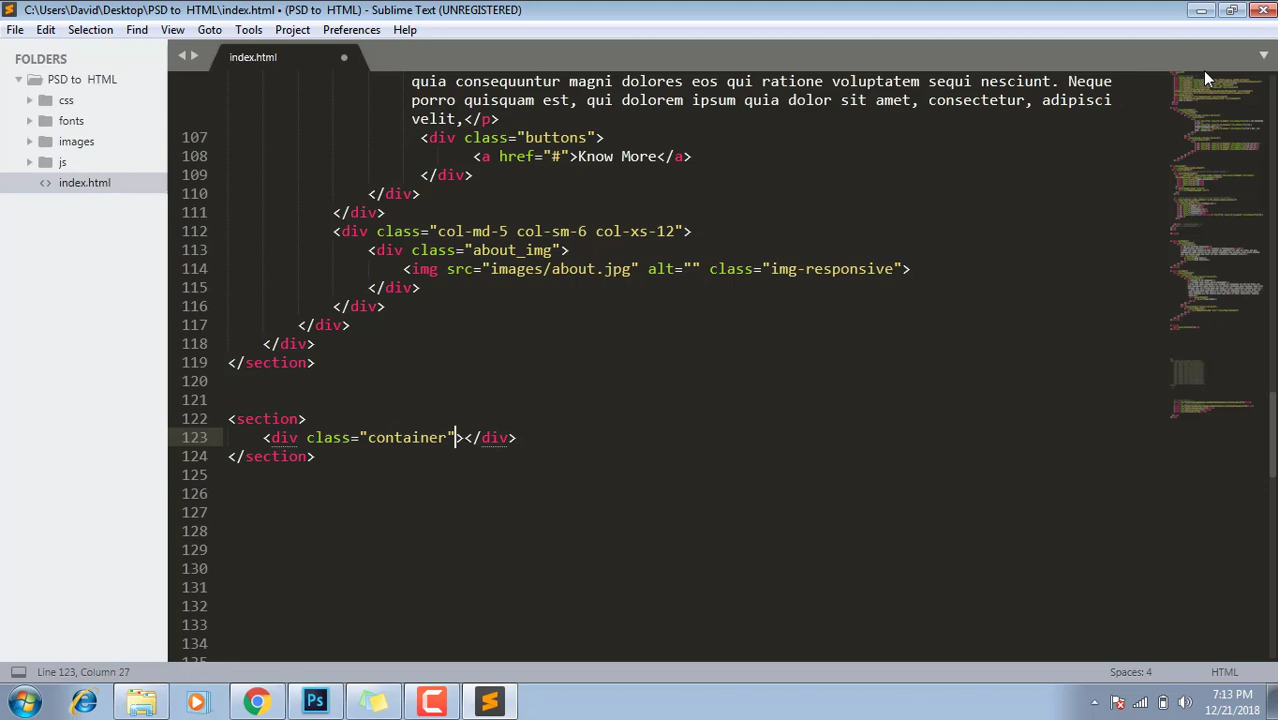 C:\Users\David\Desktop\PSD to HTML\index.html • (PSD to HTML) - Sublime Text (UNREGISTERED)
File Edit Selection Find View Goto Tools Project Preferences Help
FOLDERS
PSD to HTML
css
fonts
images
js
index.html
index.html
quia consequuntur magni dolores eos qui ratione voluptatem sequi nesciunt. Neque
porro quisquam est, qui dolorem ipsum quia dolor sit amet, consectetur, adipisci
velit,</p>
107 <div class="buttons">
108 <a href="#">Know More</a>
109 </div>
110 </div>
111 </div>
112 <div class="col-md-5 col-sm-6 col-xs-12">
113 <div class="about_img">
114 <img src="images/about.jpg" alt="" class="img-responsive">
115 </div>
116 </div>
117 </div>
118 </div>
119 </section>
120
121
122 <section>
123 <div class="container"></div>
124 </section>
125
126
127
128
129
130
131
132
133
134
135
Line 123, Column 27
Spaces: 4
HTML
Ps
7:13 PM
12/21/2018